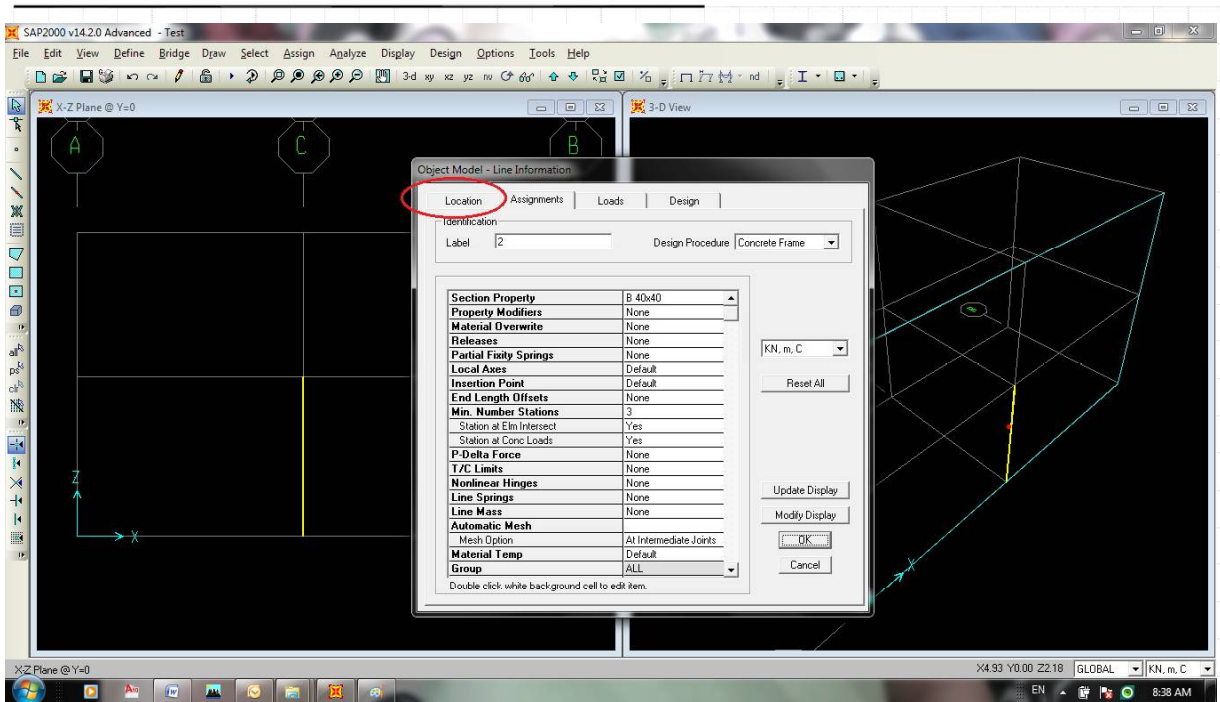 SAP2000 v14.2.0 Advanced - Test
File Edit View Define Bridge Draw Select Assign Analyze Display Design Options Tools Help
3-d xy xz yz nv nd
X-Z Plane @ Y=0
3-D View
A C B
Object Model - Line Information
Location Assignments Loads Design
Identification
Label 2 Design Procedure Concrete Frame
Section Property B 40x40
Property Modifiers None
Material Overwrite None
Releases None
Partial Fixity Springs None
Local Axes Default
Insertion Point Default
End Length Offsets None
Min. Number Stations 3
Station at Elm Intersect Yes
Station at Conc Loads Yes
P-Delta Force None
T/C Limits None
Nonlinear Hinges None
Line Springs None
Line Mass None
Automatic Mesh
Mesh Option At Intermediate Joints
Material Temp Default
Group ALL
Double click white background cell to edit item.
KN, m, C
Reset All
Update Display
Modify Display
OK
Cancel
all
ps
clr
Z
X
B
X
X-Z Plane @ Y=0
X4.93 Y0.00 Z2.18 GLOBAL KN, m, C
EN 8:38 AM